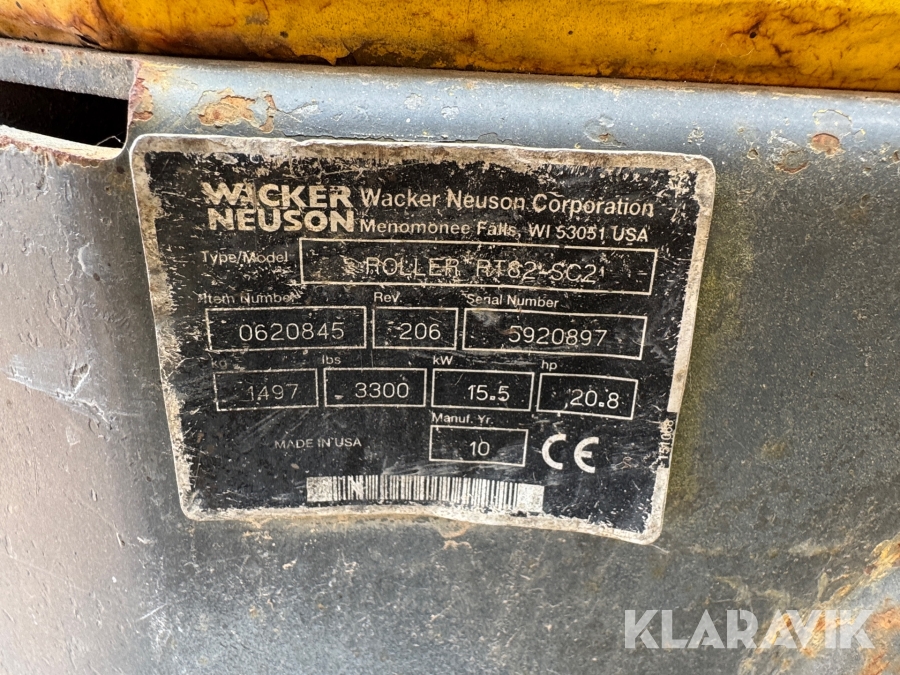 WACKER
NEUSON
Wacker Neuson Corporation
Menomonee Falls, WI 53051 USA
Type/Model
ROLLER RT82-SC2
Item Number
Rev.
Serial Number
0620845
206
5920897
kg
lbs
kW
hp
1497
3300
15.5
20.8
Manuf. Yr.
10
MADE IN USA
CE
KLARAVIK